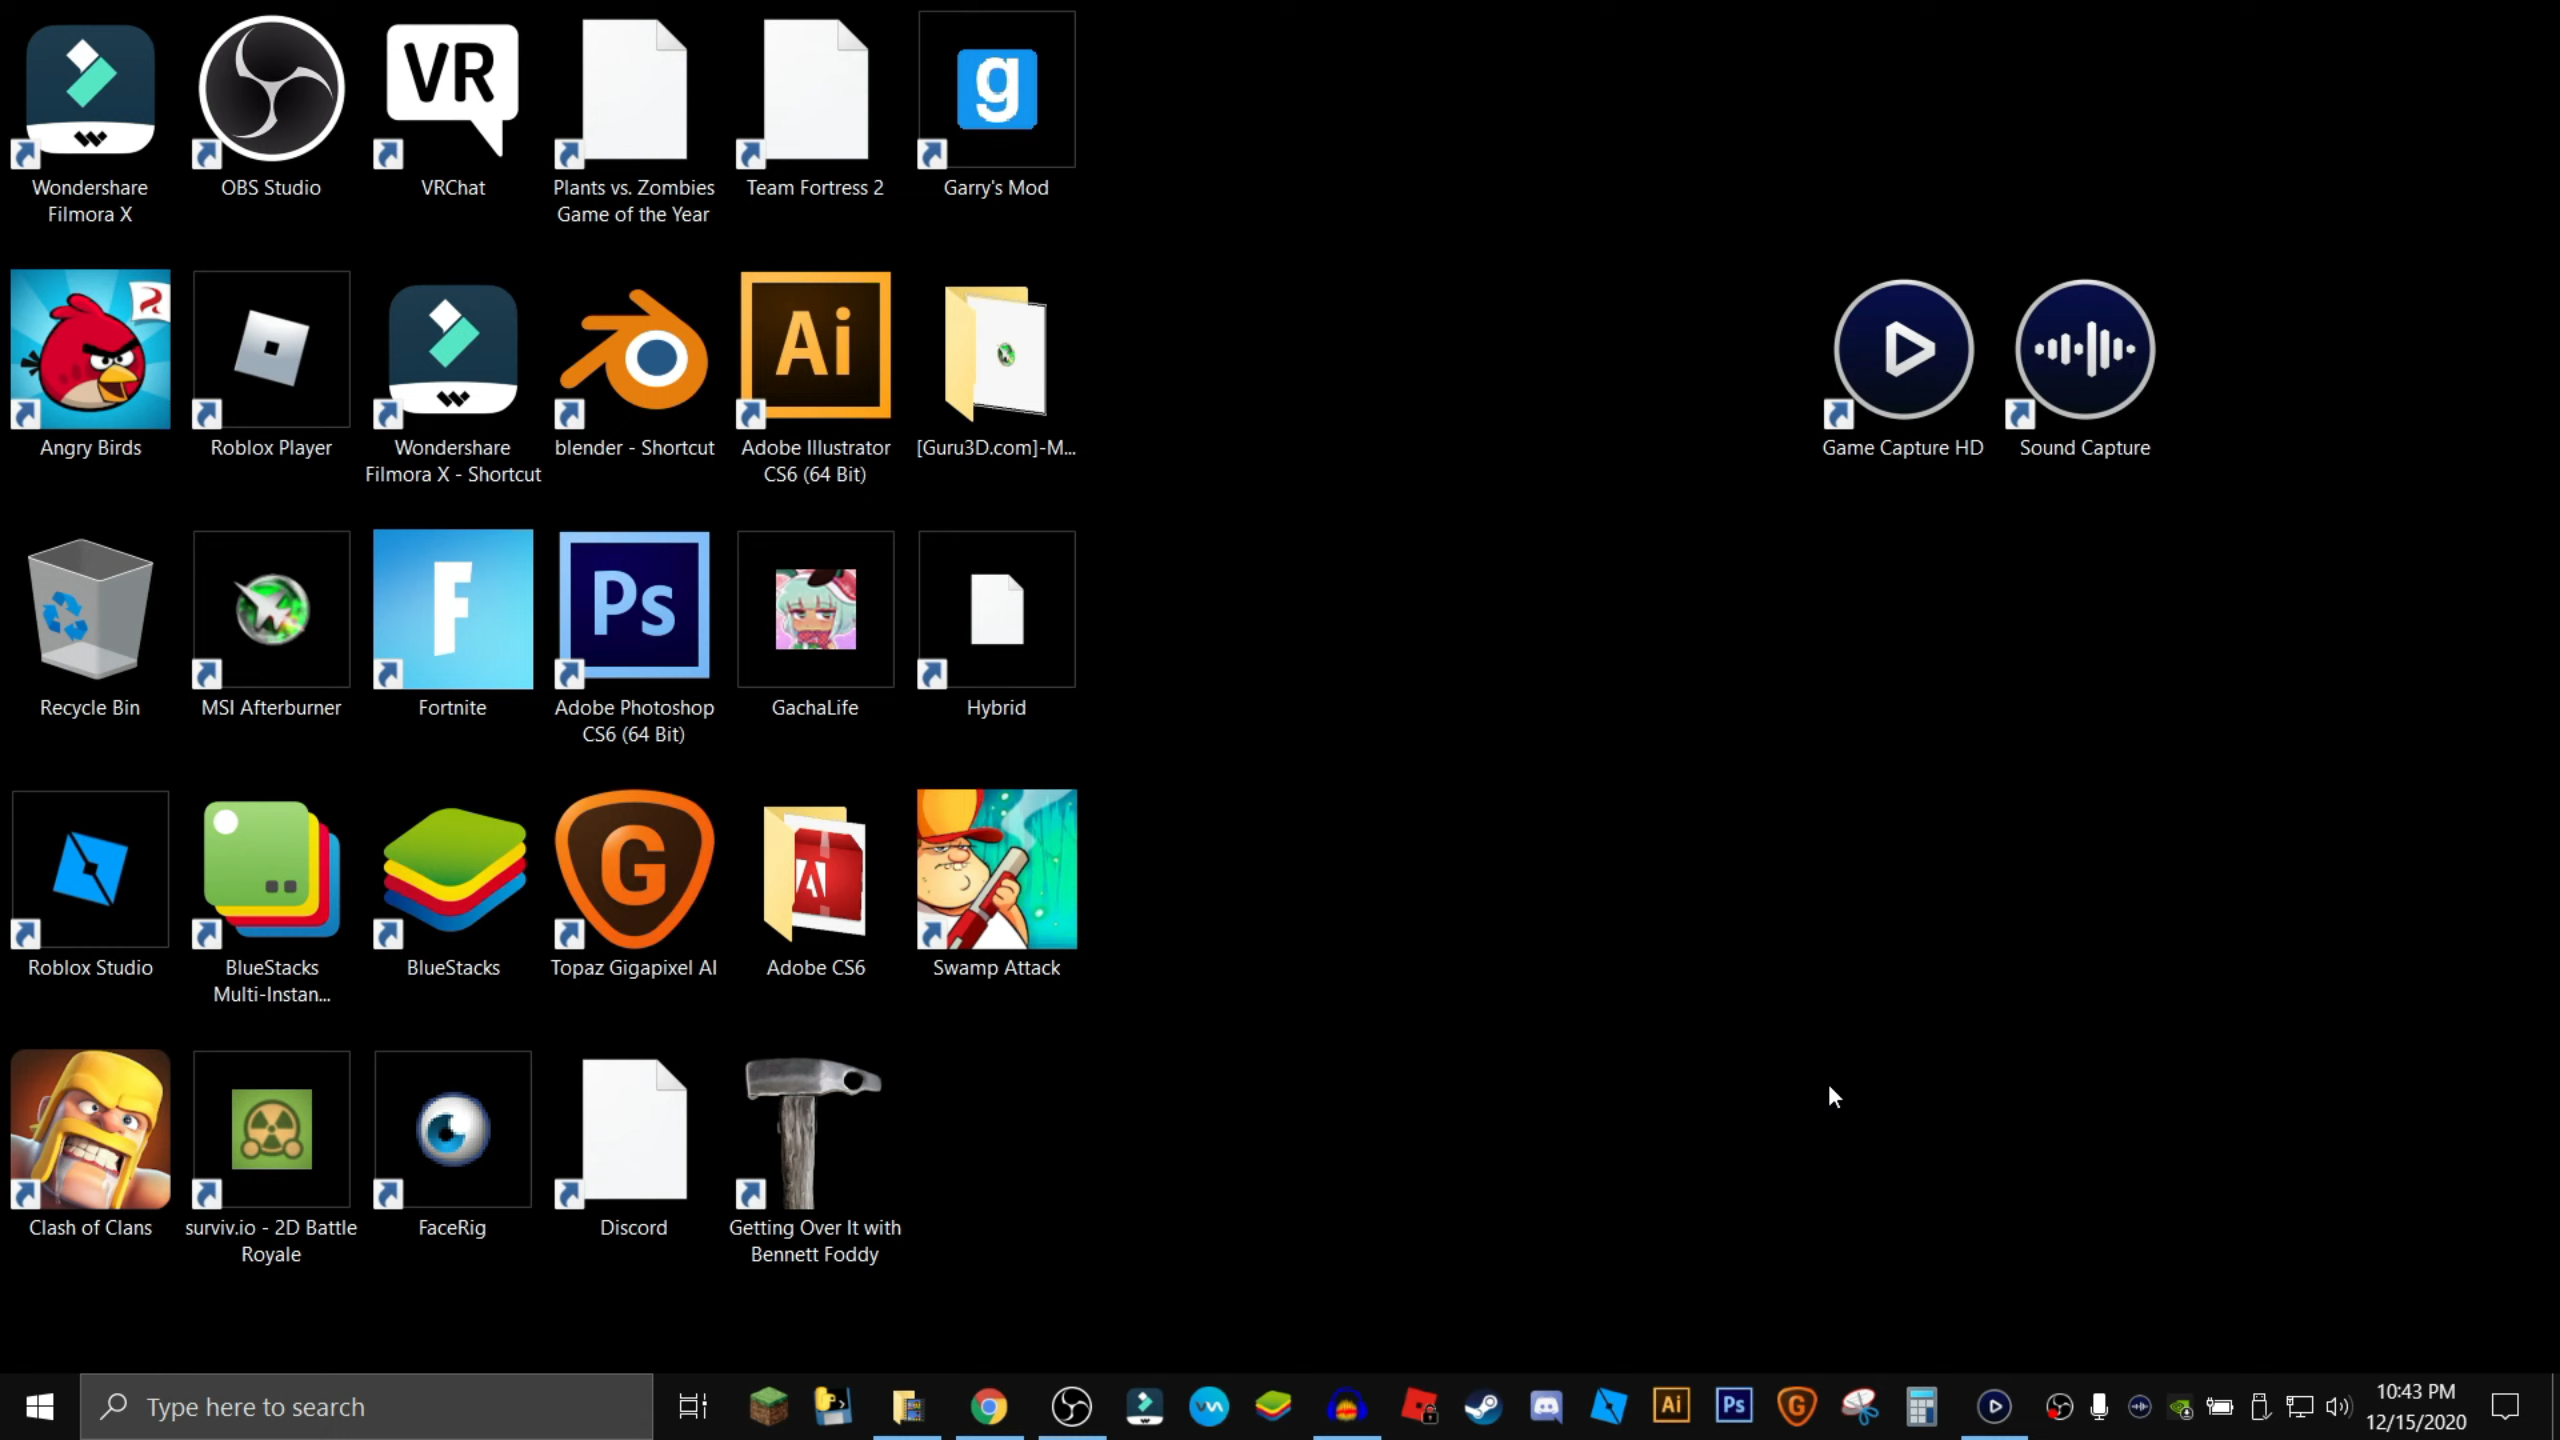 VR
g
Wondershare
Filmora X
OBS Studio
VRChat
Plants vs. Zombies
Game of the Year
Team Fortress 2
Garry's Mod
Ai
Angry Birds
Roblox Player
Wondershare
Filmora X - Shortcut
blender - Shortcut
Adobe Illustrator
CS6 (64 Bit)
[Guru3D.com]-M...
Game Capture HD
Sound Capture
F
Ps
Recycle Bin
MSI Afterburner
Fortnite
Adobe Photoshop
CS6 (64 Bit)
GachaLife
Hybrid
G
Roblox Studio
BlueStacks
Multi-Instan...
BlueStacks
Topaz Gigapixel AI
Adobe CS6
Swamp Attack
Clash of Clans
surviv.io - 2D Battle
Royale
FaceRig
Discord
Getting Over It with
Bennett Foddy
Type here to search
Ai
Ps
G
10:43 PM
12/15/2020